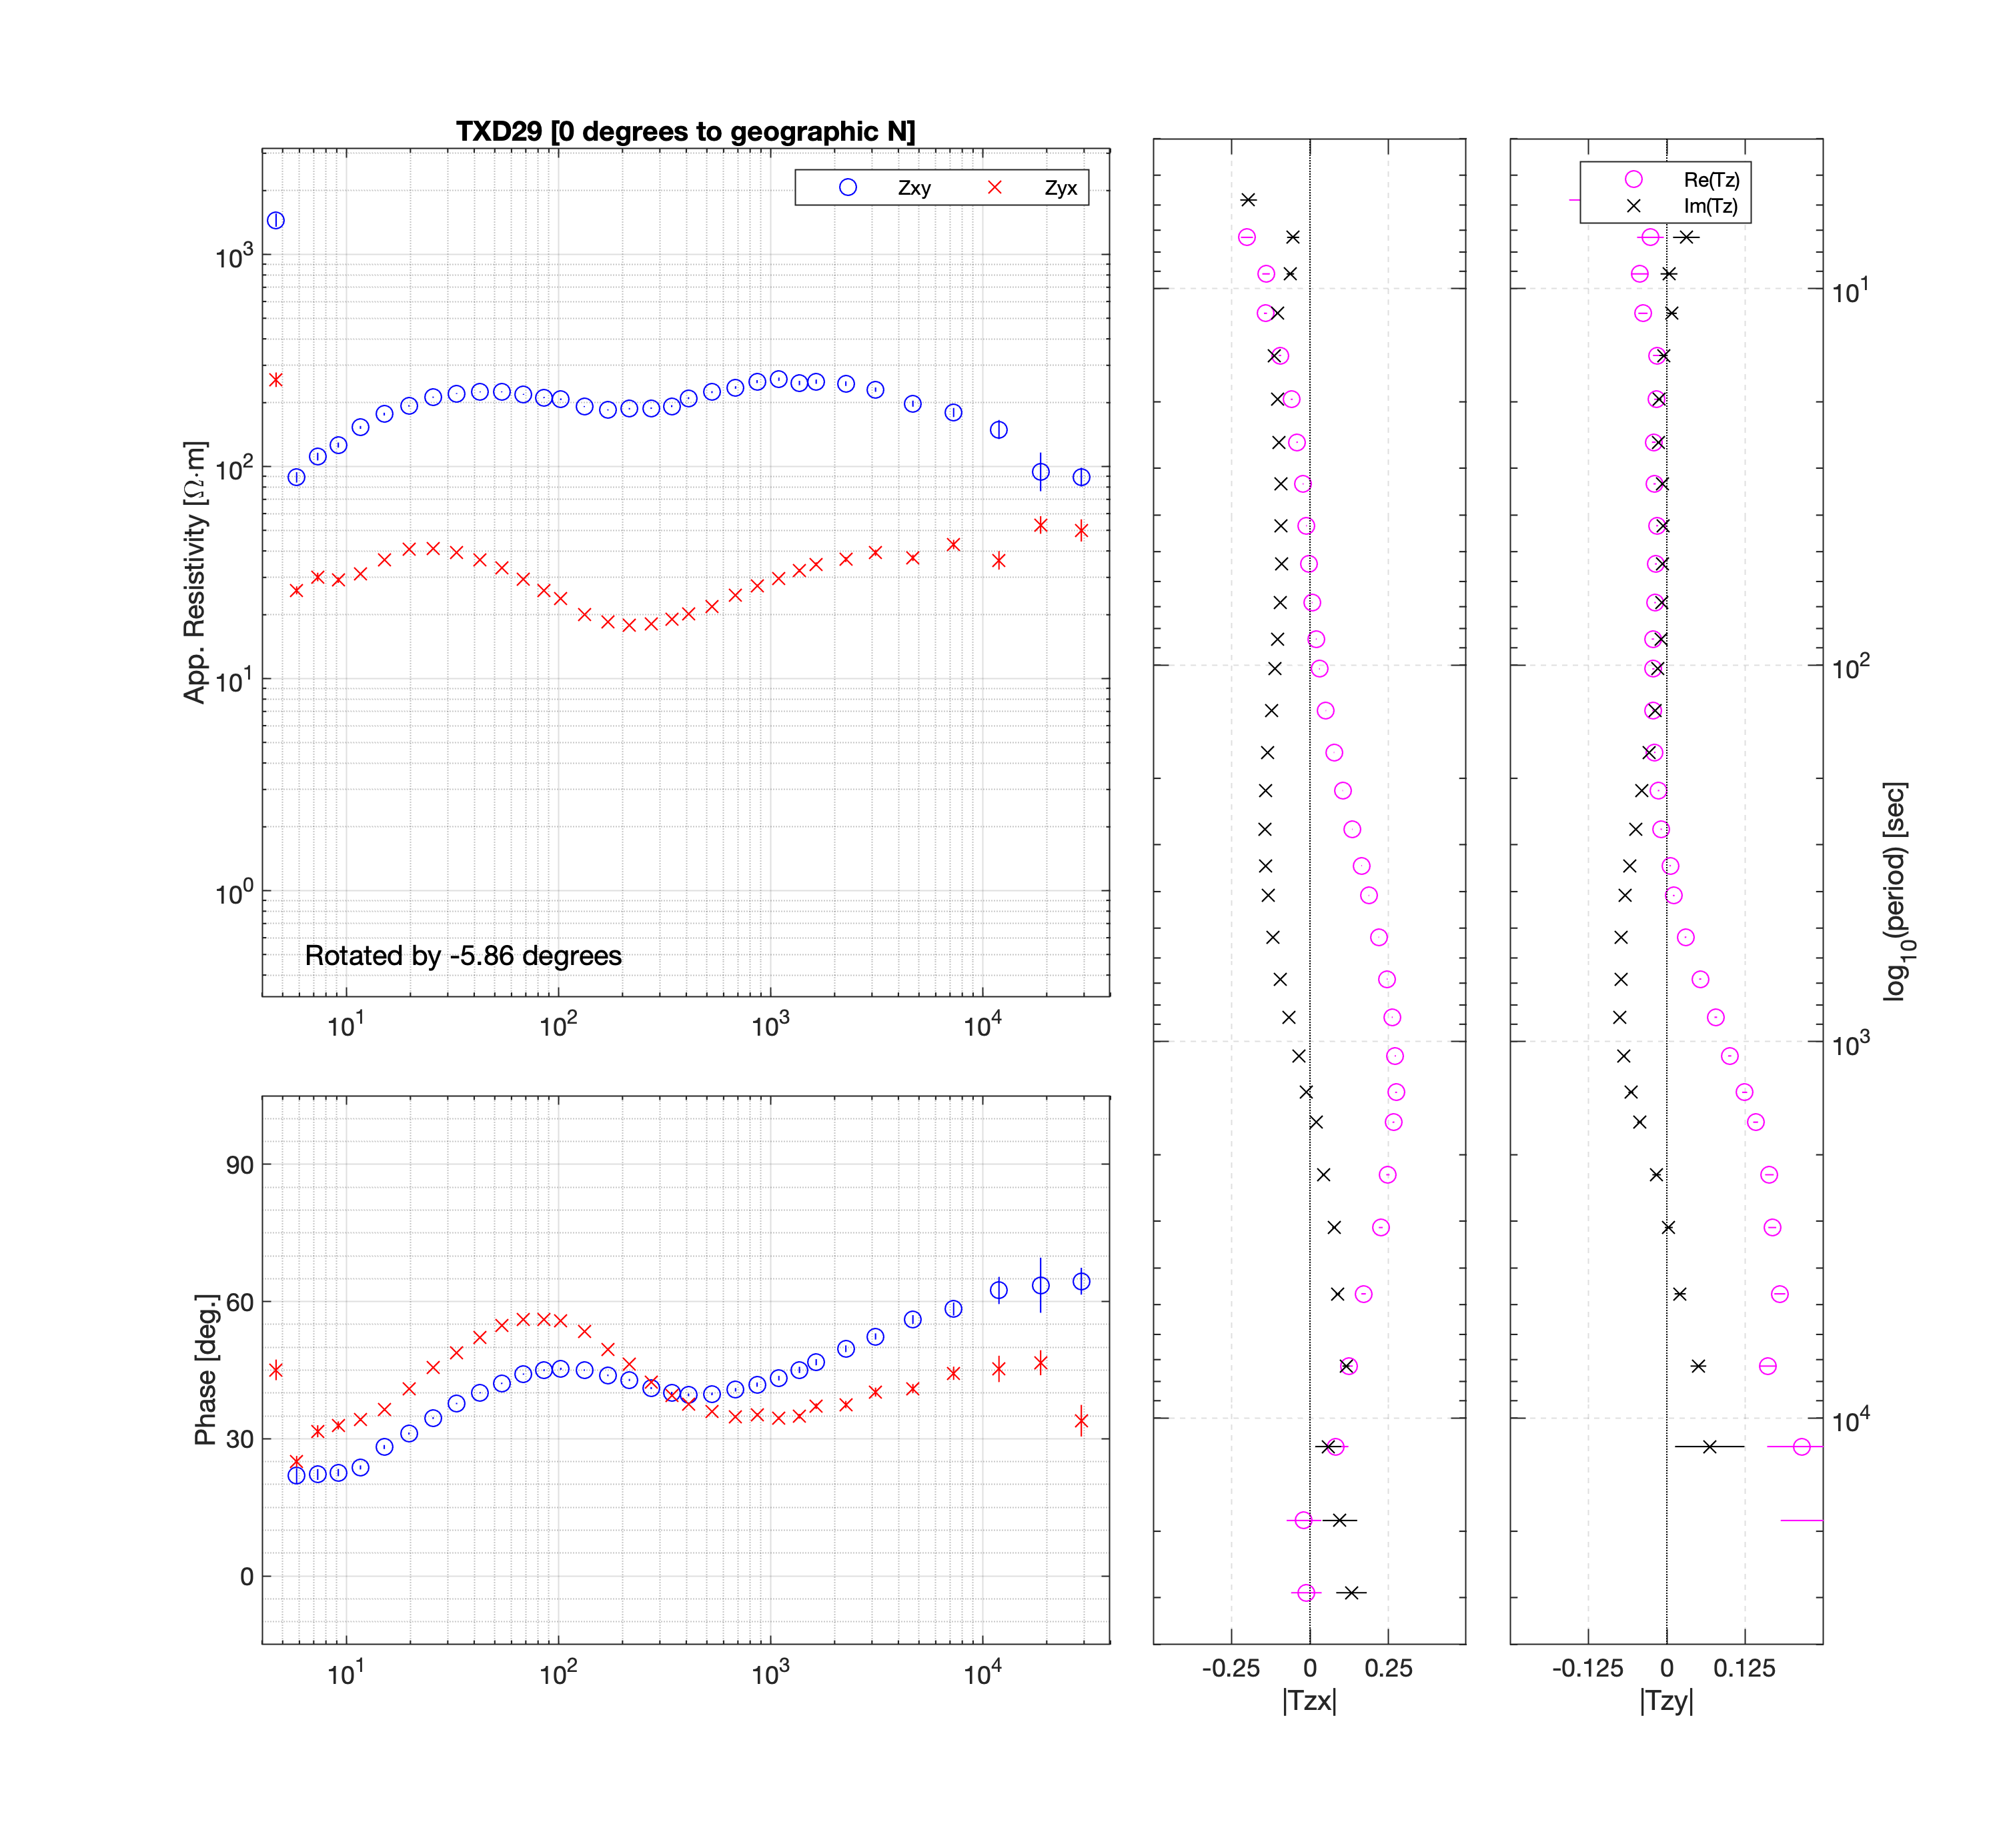 TXD29 [0 degrees to geographic N]
Zxy Zyx
App. Resistivity [Ω·m]
10^3
10^2
10^1
10^0
Rotated by -5.86 degrees
10^1 10^2 10^3 10^4
Phase [deg.]
90
60
30
0
10^1 10^2 10^3 10^4
-0.25 0 0.25
|Tzx|
Re(Tz)
Im(Tz)
-0.125 0 0.125
|Tzy|
10^1
10^2
10^3
10^4
log10(period) [sec]